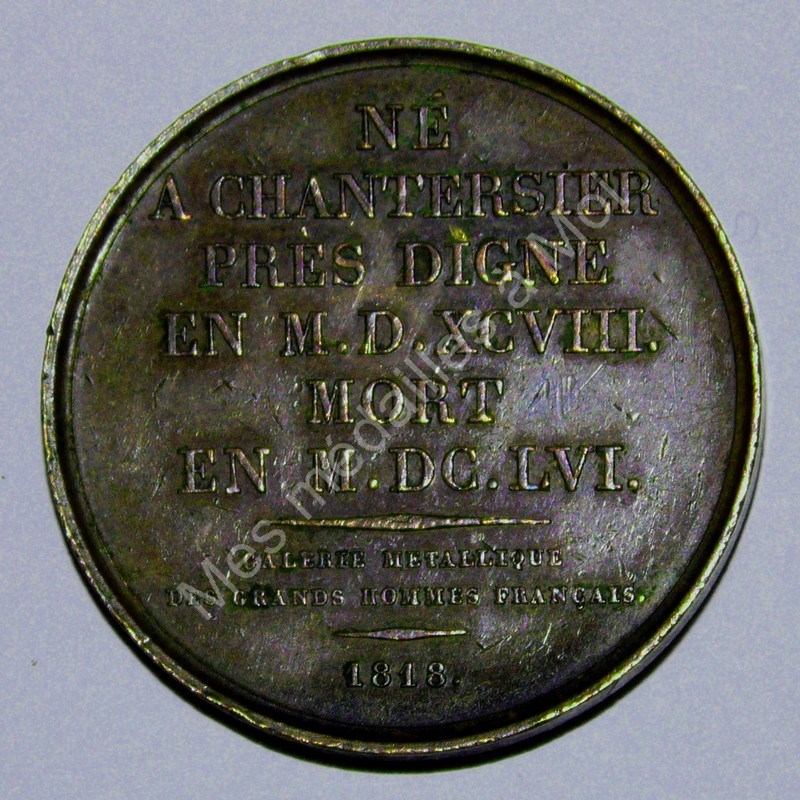 NÉ
A CHANTERSIER
PRÈS DIGNE
EN M.D.XCVIII.
MORT
EN M.DC.LVI.
GALERIE METALLIQUE
DES GRANDS HOMMES FRANÇAIS.
1818.
Mes médailles à Moi